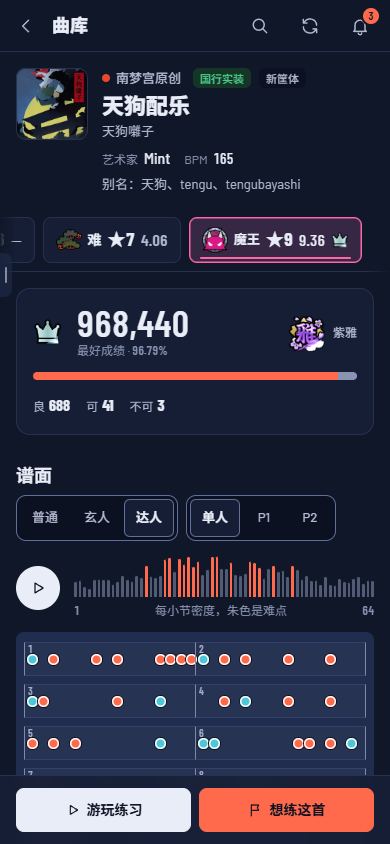 曲库
3
南梦宫原创 国行实装 新筐体
天狗配乐
天狗囃子
艺术家 Mint BPM 165
别名：天狗、tengu、tengubayashi
— 难 ★7 4.06 魔王 ★9 9.36
968,440
雅 紫雅
最好成绩 · 96.79%
良 688 可 41 不可 3
谱面
普通 玄人 达人 单人 P1 P2
1 每小节密度，朱色是难点 64
1 2
3 4
5 6
7 8
游玩练习 想练这首